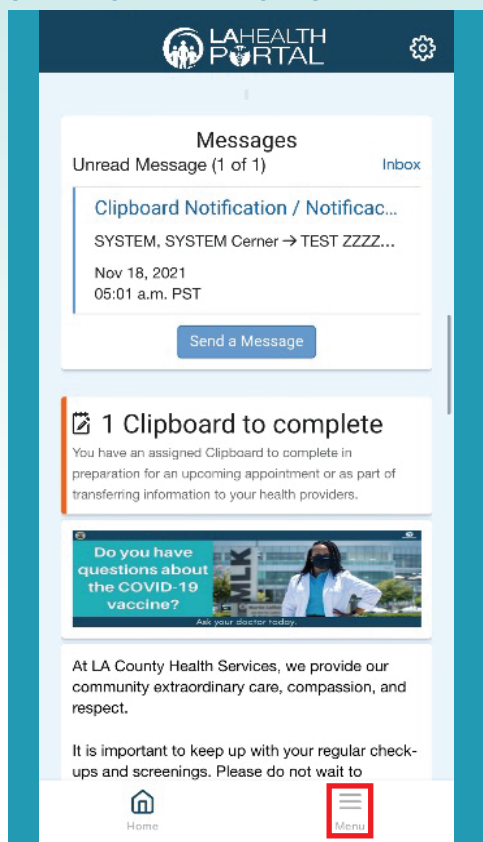 LAHEALTH
PORTAL
Messages
Unread Message (1 of 1) Inbox
Clipboard Notification / Notificac...
SYSTEM, SYSTEM Cerner → TEST ZZZZ...
Nov 18, 2021
05:01 a.m. PST
Send a Message
1 Clipboard to complete
You have an assigned Clipboard to complete in
preparation for an upcoming appointment or as part of
transferring information to your health providers.
Do you have
questions about
the COVID-19
vaccine?
MLK
Ask your doctor today.
At LA County Health Services, we provide our
community extraordinary care, compassion, and
respect.
It is important to keep up with your regular check-
ups and screenings. Please do not wait to
Home
Menu